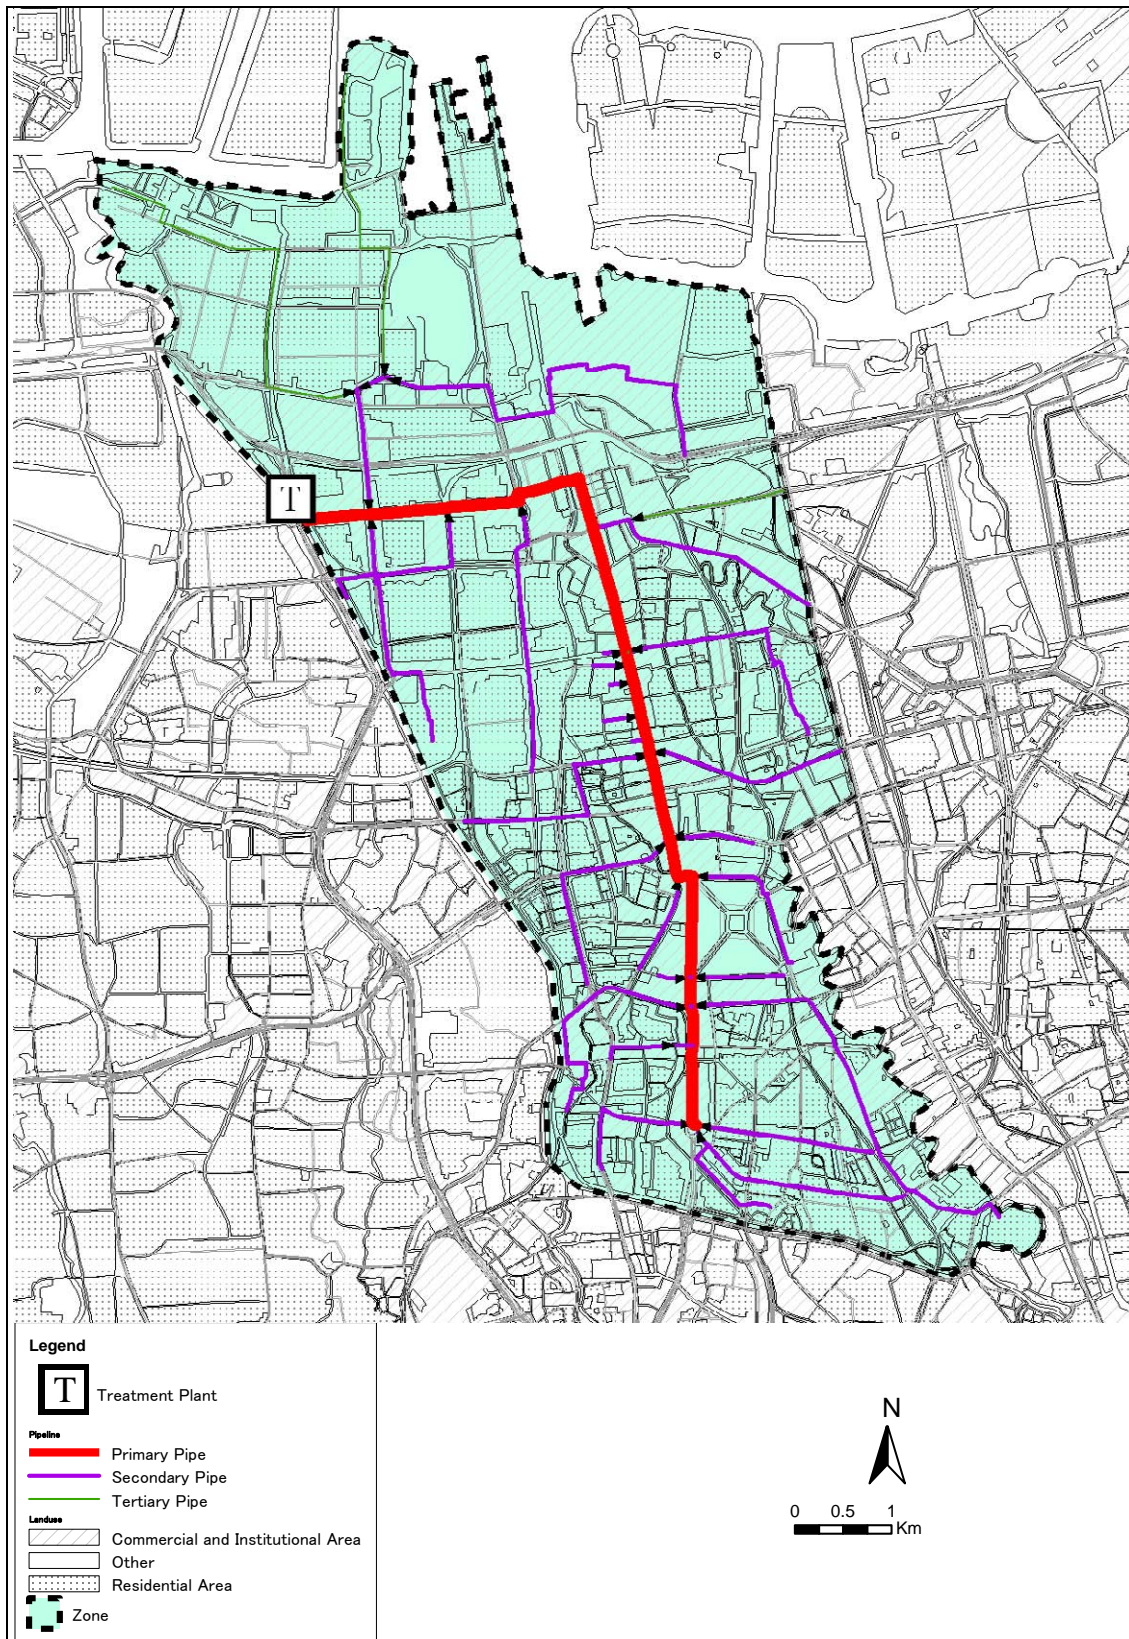 T
Legend
T
Treatment Plant
Pipeline
Primary Pipe
Secondary Pipe
Tertiary Pipe
Landuse
Commercial and Institutional Area
Other
Residential Area
Zone
N
0 0.5 1
Km